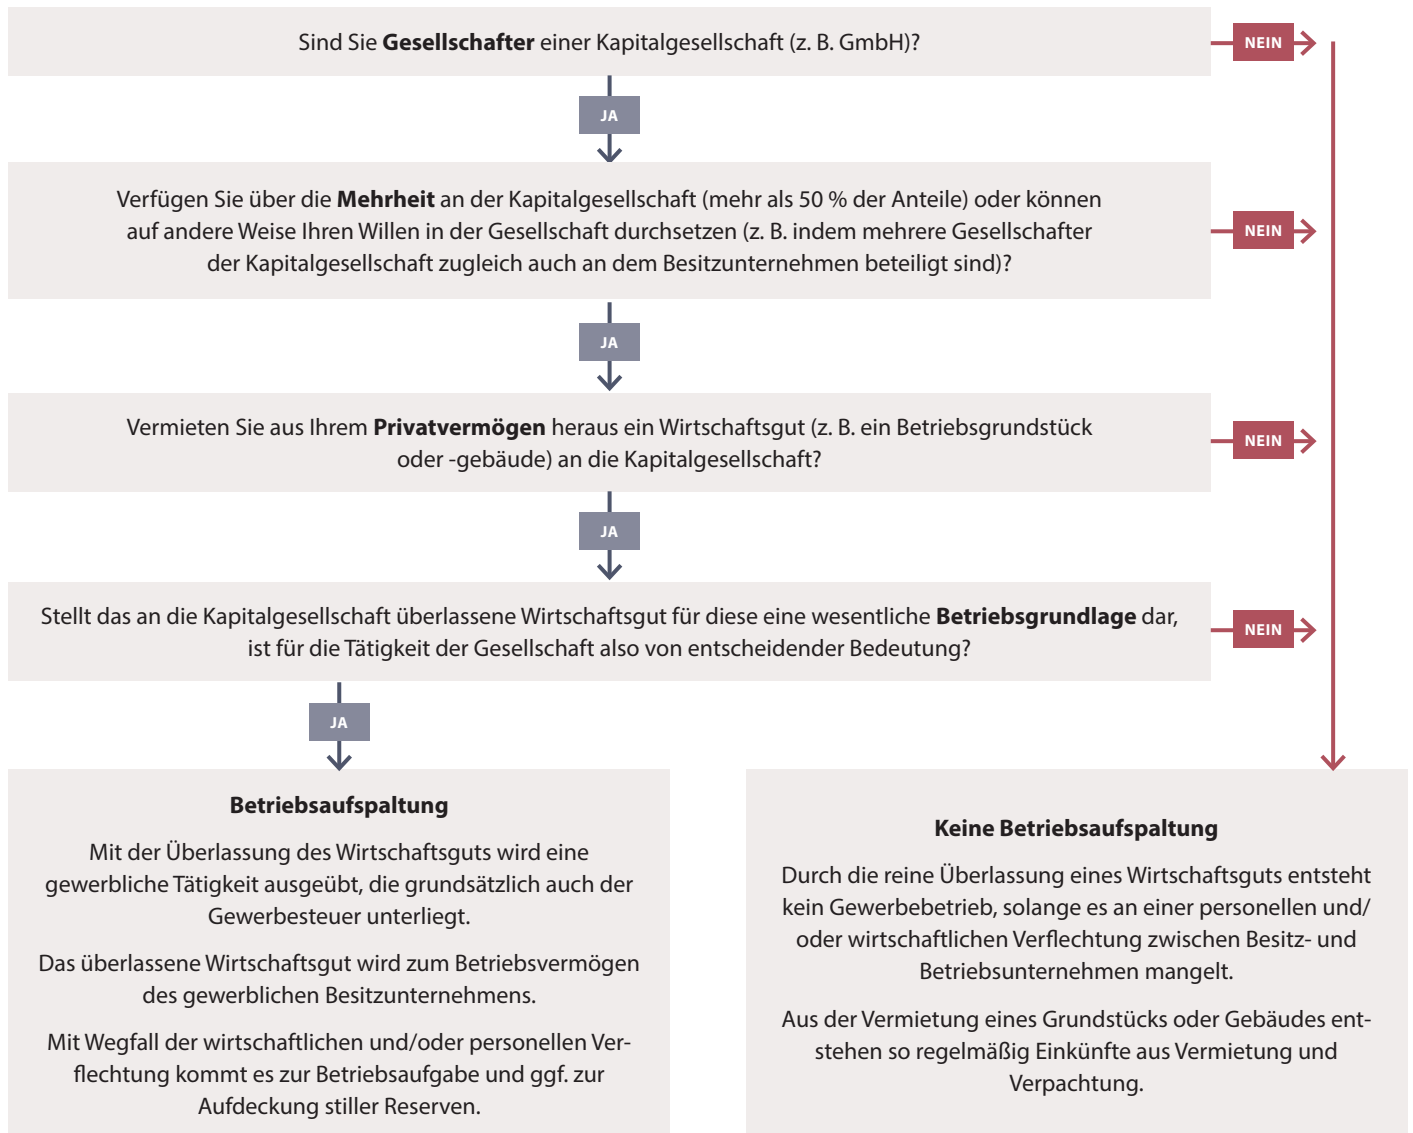 Sind Sie Gesellschafter einer Kapitalgesellschaft (z. B. GmbH)?
NEIN
JA
Verfügen Sie über die Mehrheit an der Kapitalgesellschaft (mehr als 50 % der Anteile) oder können
auf andere Weise Ihren Willen in der Gesellschaft durchsetzen (z. B. indem mehrere Gesellschafter
der Kapitalgesellschaft zugleich auch an dem Besitzunternehmen beteiligt sind)?
NEIN
JA
Vermieten Sie aus Ihrem Privatvermögen heraus ein Wirtschaftsgut (z. B. ein Betriebsgrundstück
oder -gebäude) an die Kapitalgesellschaft?
NEIN
JA
Stellt das an die Kapitalgesellschaft überlassene Wirtschaftsgut für diese eine wesentliche Betriebsgrundlage dar,
ist für die Tätigkeit der Gesellschaft also von entscheidender Bedeutung?
NEIN
JA
Betriebsaufspaltung
Mit der Überlassung des Wirtschaftsguts wird eine
gewerbliche Tätigkeit ausgeübt, die grundsätzlich auch der
Gewerbesteuer unterliegt.
Das überlassene Wirtschaftsgut wird zum Betriebsvermögen
des gewerblichen Besitzunternehmens.
Mit Wegfall der wirtschaftlichen und/oder personellen Ver-
flechtung kommt es zur Betriebsaufgabe und ggf. zur
Aufdeckung stiller Reserven.
Keine Betriebsaufspaltung
Durch die reine Überlassung eines Wirtschaftsguts entsteht
kein Gewerbebetrieb, solange es an einer personellen und/
oder wirtschaftlichen Verflechtung zwischen Besitz- und
Betriebsunternehmen mangelt.
Aus der Vermietung eines Grundstücks oder Gebäudes ent-
stehen so regelmäßig Einkünfte aus Vermietung und
Verpachtung.